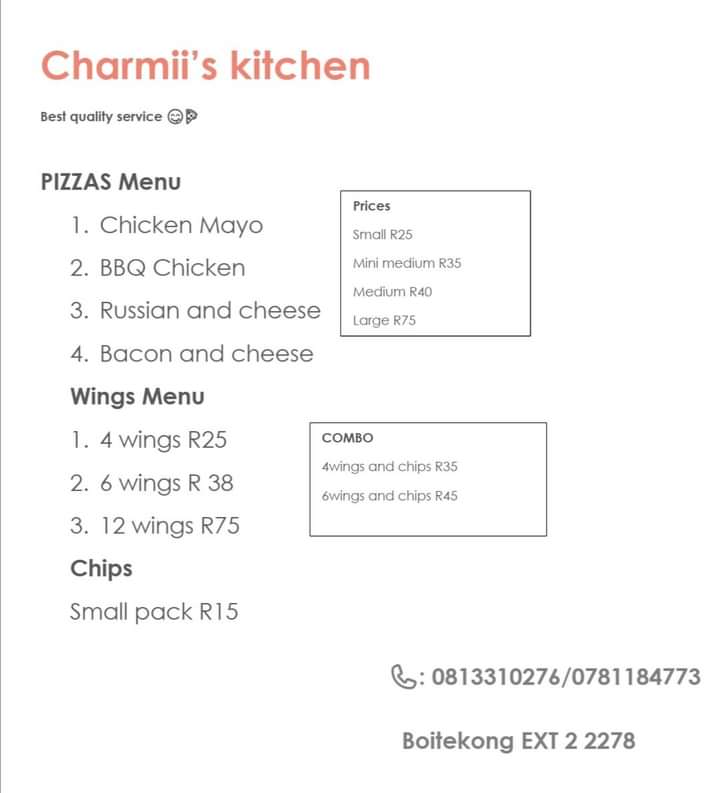 Charmii's kitchen
Best quality service 😋🍕
PIZZAS Menu
1. Chicken Mayo
2. BBQ Chicken
3. Russian and cheese
4. Bacon and cheese
Prices
Small R25
Mini medium R35
Medium R40
Large R75
Wings Menu
1. 4 wings R25
2. 6 wings R 38
3. 12 wings R75
COMBO
4wings and chips R35
6wings and chips R45
Chips
Small pack R15
📞: 0813310276/0781184773
Boitekong EXT 2 2278